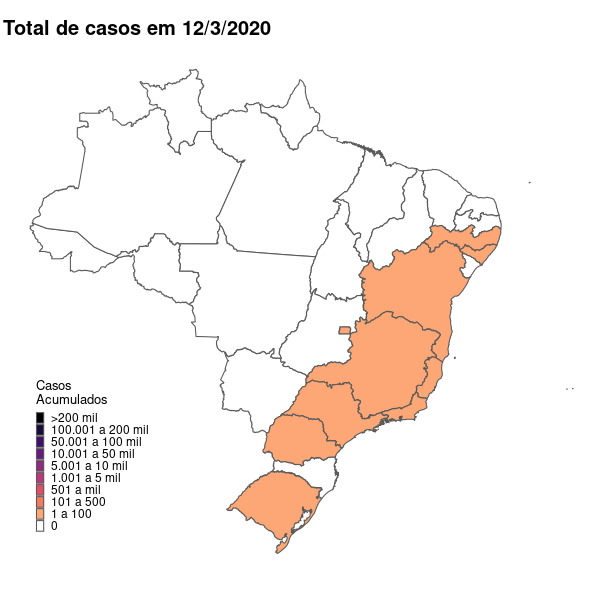 Total de casos em 12/3/2020
Casos
Acumulados
>200 mil
100.001 a 200 mil
50.001 a 100 mil
10.001 a 50 mil
5.001 a 10 mil
1.001 a 5 mil
501 a mil
101 a 500
1 a 100
0